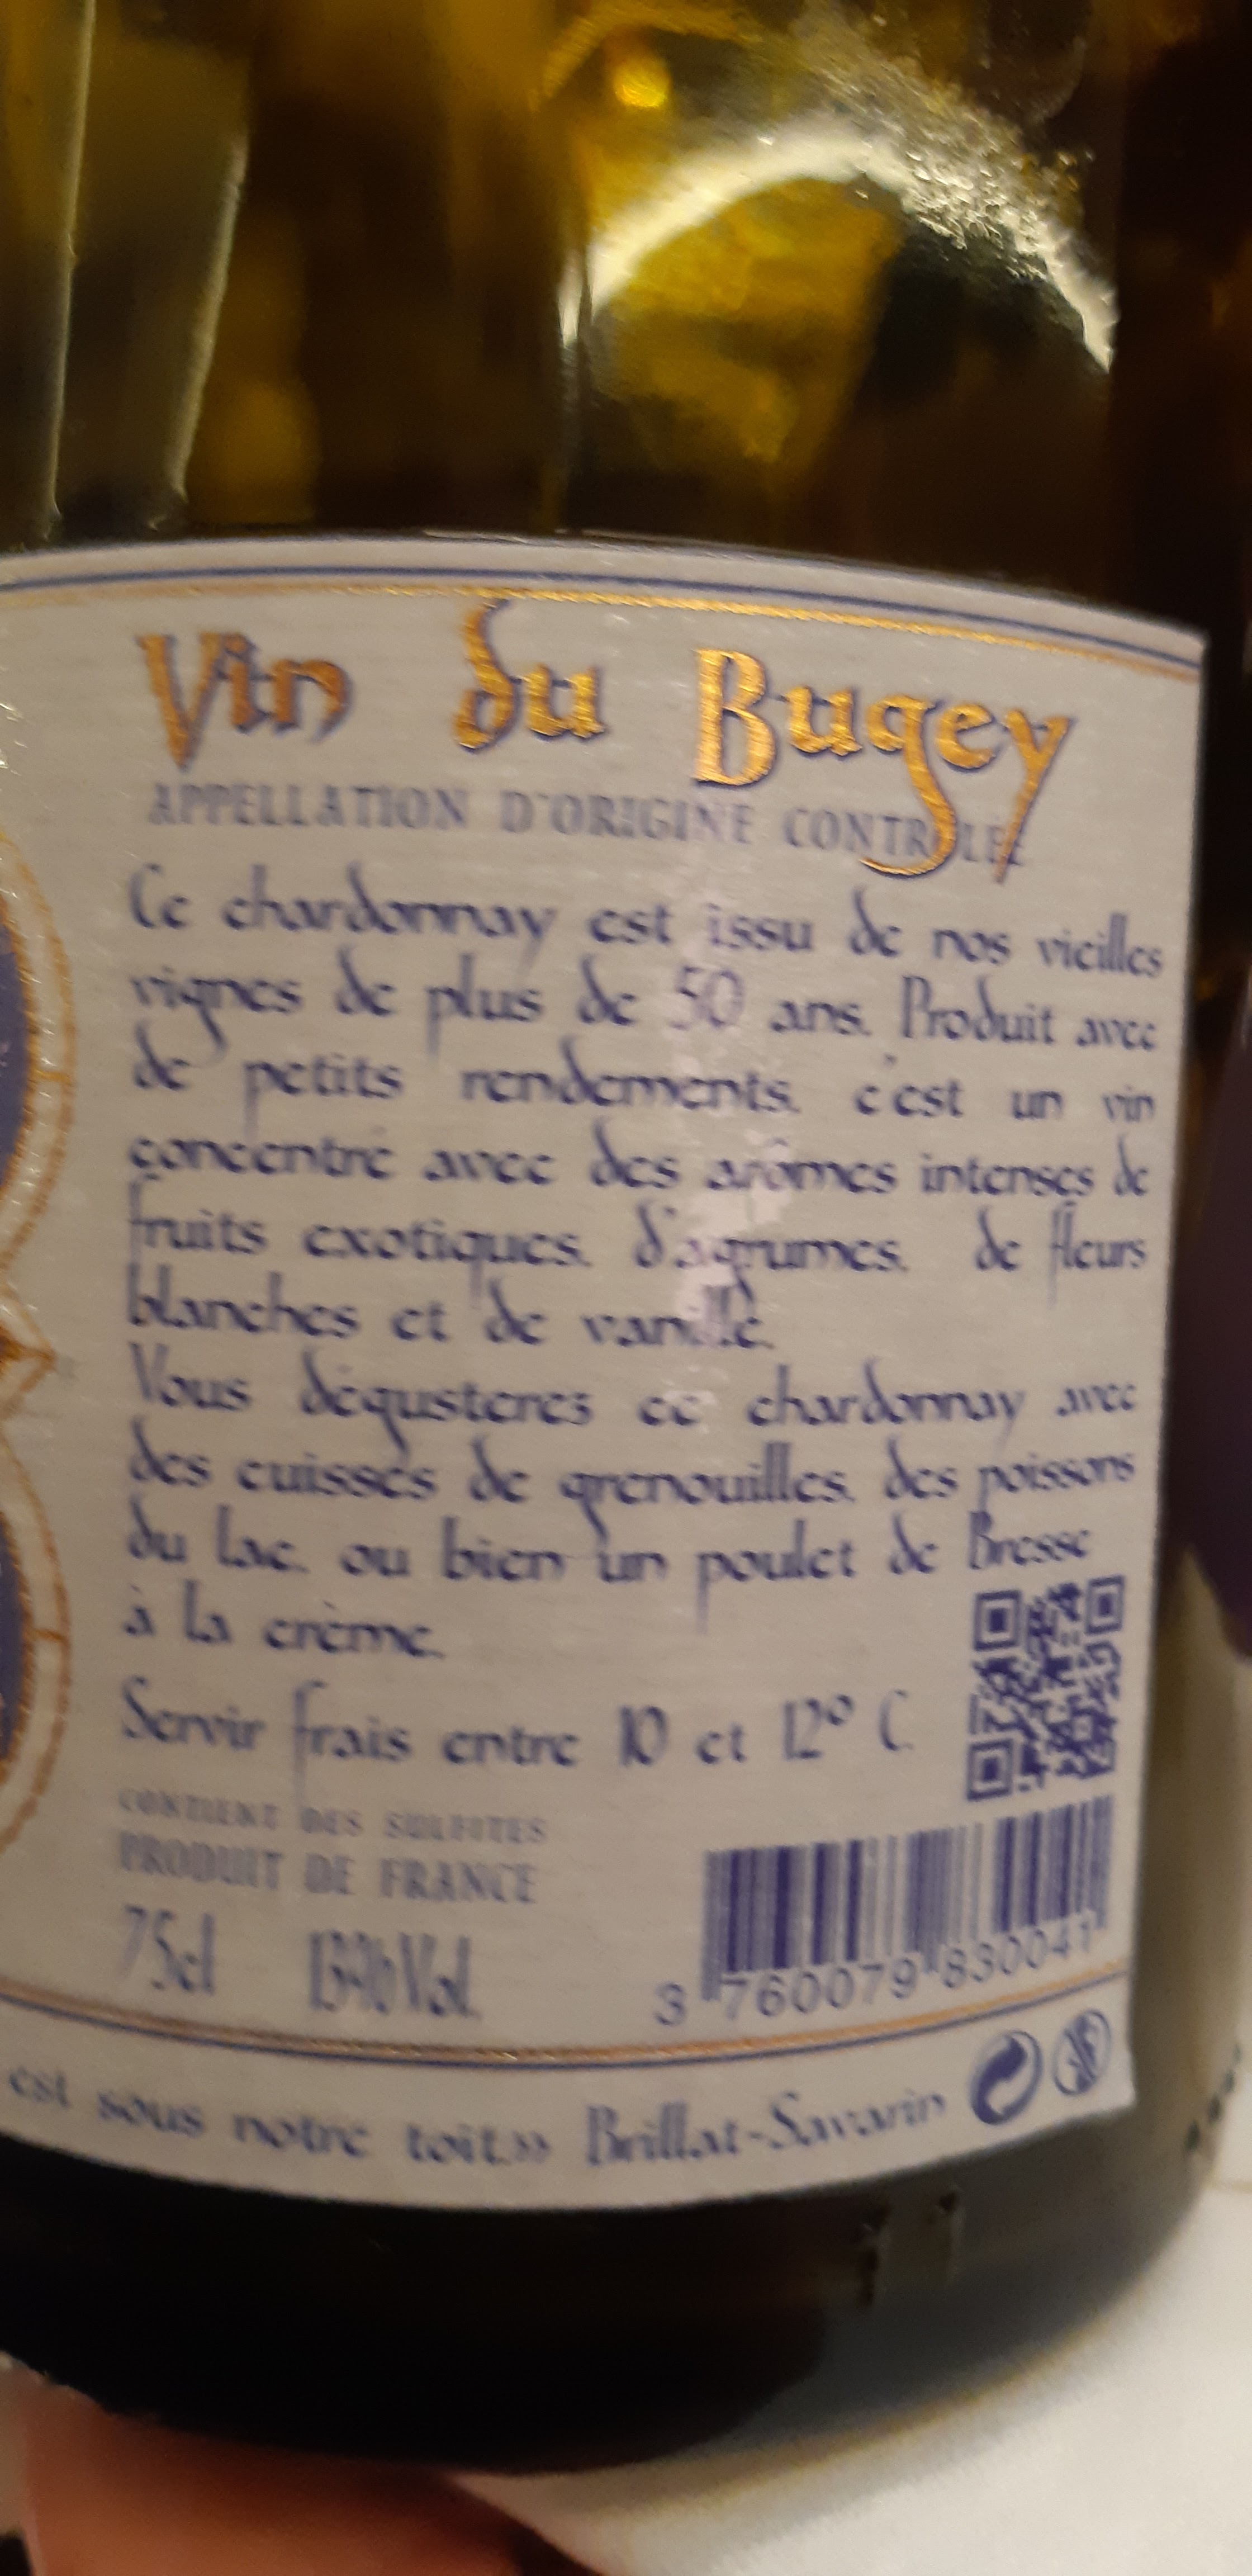 Vin du Bugey
APPELLATION D'ORIGINE CONTRÔLÉE
Ce chardonnay est issu de nos vieilles
vignes de plus de 50 ans. Produit avec
de petits rendements, c'est un vin
concentré avec des arômes intenses de
fruits exotiques, d'agrumes, de fleurs
blanches et de vanille.
Vous dégusterez ce chardonnay avec
des cuisses de grenouilles, des poissons
du lac, ou bien un poulet de Bresse
à la crème.
Servir frais entre 10 et 12° C.
CONTIENT DES SULFITES
PRODUIT DE FRANCE
75cl 13%Vol.
3 760079 830041
est sous notre toit.» Brillat-Savarin